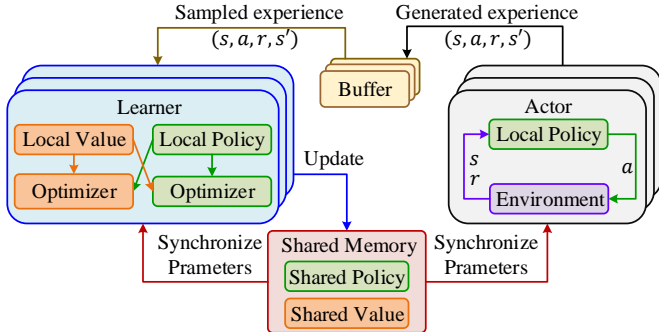 Sampled experience
(s, a, r, s′)
Generated experience
(s, a, r, s′)
Buffer
Learner
Local Value
Local Policy
Optimizer
Optimizer
Update
Actor
Local Policy
s
r
a
Environment
Synchronize
Prameters
Shared Memory
Shared Policy
Shared Value
Synchronize
Prameters